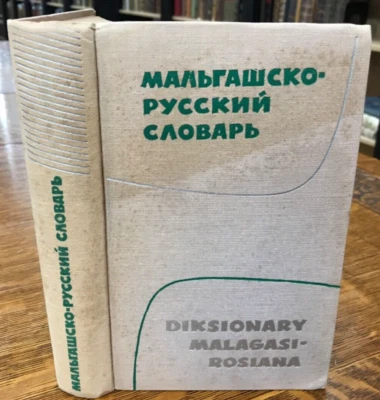 МАЛЬГАШСКО-
РУССКИЙ
СЛОВАРЬ
DIKSIONARY
MALAGASI-
ROSIANA
МАЛЬГАШСКО-РУССКИЙ СЛОВАРЬ